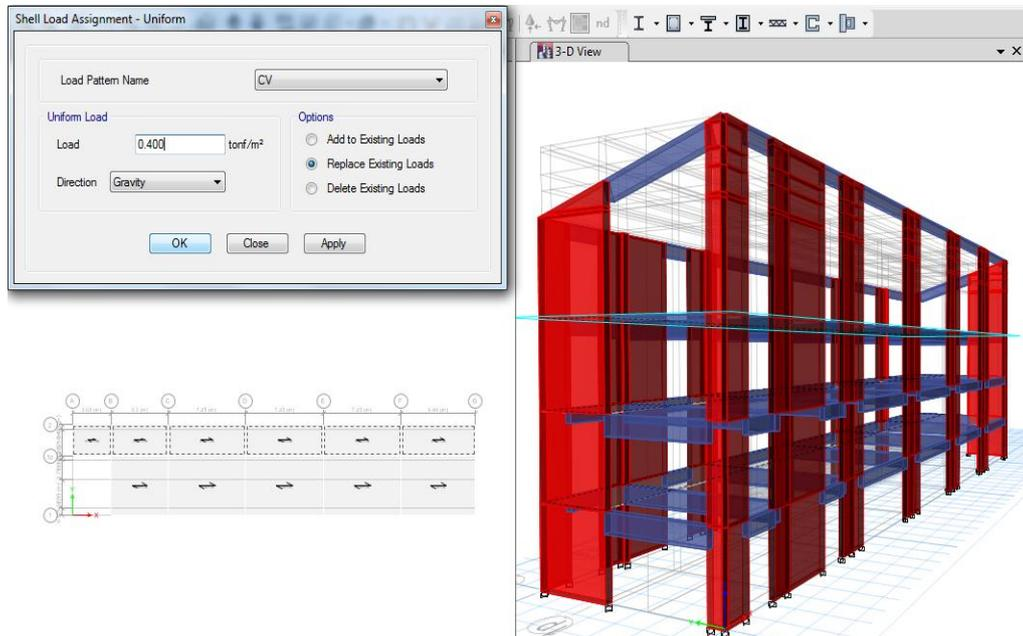 Shell Load Assignment - Uniform
Load Pattern Name
CV
Uniform Load
Load
0.400
tonf/m²
Direction
Gravity
Options
Add to Existing Loads
Replace Existing Loads
Delete Existing Loads
OK
Close
Apply
nd
3-D View
A B C D E F G
2
1
X